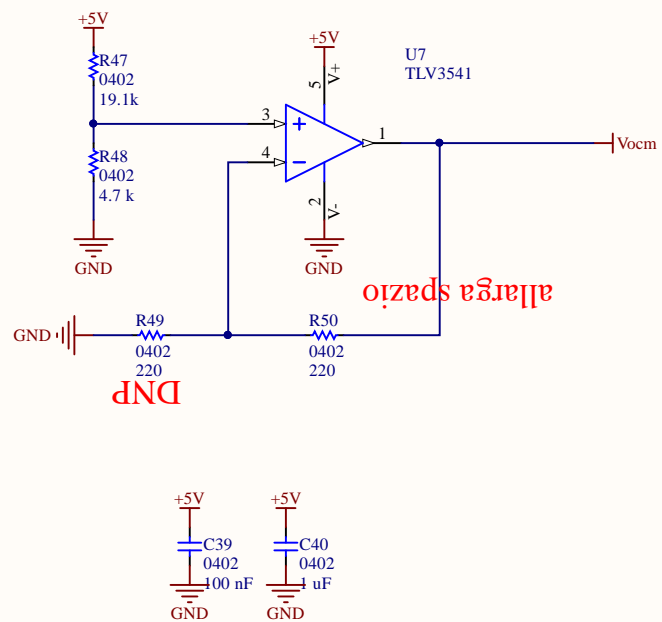 +5V
R47
0402
19.1k
R48
0402
4.7 k
GND
+5V
5
V+
U7
TLV3541
3
+
4
−
1
Vocm
2
V-
GND
allarga spazio
GND
R49
0402
220
DNP
R50
0402
220
+5V
C39
0402
100 nF
GND
+5V
C40
0402
1 uF
GND